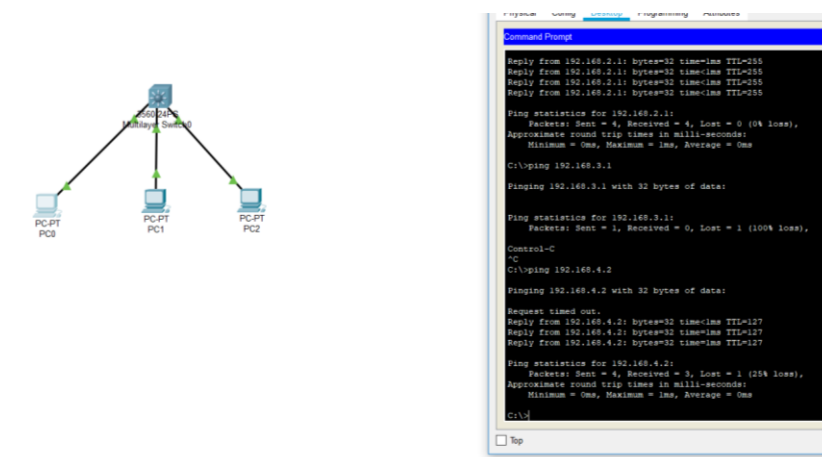 3560-24PS
Multilayer Switch0
PC-PT
PC0
PC-PT
PC1
PC-PT
PC2
Physical Config Desktop Programming Attributes
Command Prompt
Reply from 192.168.2.1: bytes=32 time=1ms TTL=255
Reply from 192.168.2.1: bytes=32 time<1ms TTL=255
Reply from 192.168.2.1: bytes=32 time<1ms TTL=255
Reply from 192.168.2.1: bytes=32 time<1ms TTL=255
Ping statistics for 192.168.2.1:
Packets: Sent = 4, Received = 4, Lost = 0 (0% loss),
Approximate round trip times in milli-seconds:
Minimum = 0ms, Maximum = 1ms, Average = 0ms
C:\>ping 192.168.3.1
Pinging 192.168.3.1 with 32 bytes of data:
Ping statistics for 192.168.3.1:
Packets: Sent = 1, Received = 0, Lost = 1 (100% loss),
Control-C
^C
C:\>ping 192.168.4.2
Pinging 192.168.4.2 with 32 bytes of data:
Request timed out.
Reply from 192.168.4.2: bytes=32 time<1ms TTL=127
Reply from 192.168.4.2: bytes=32 time=1ms TTL=127
Reply from 192.168.4.2: bytes=32 time=1ms TTL=127
Ping statistics for 192.168.4.2:
Packets: Sent = 4, Received = 3, Lost = 1 (25% loss),
Approximate round trip times in milli-seconds:
Minimum = 0ms, Maximum = 1ms, Average = 0ms
C:\>
Top